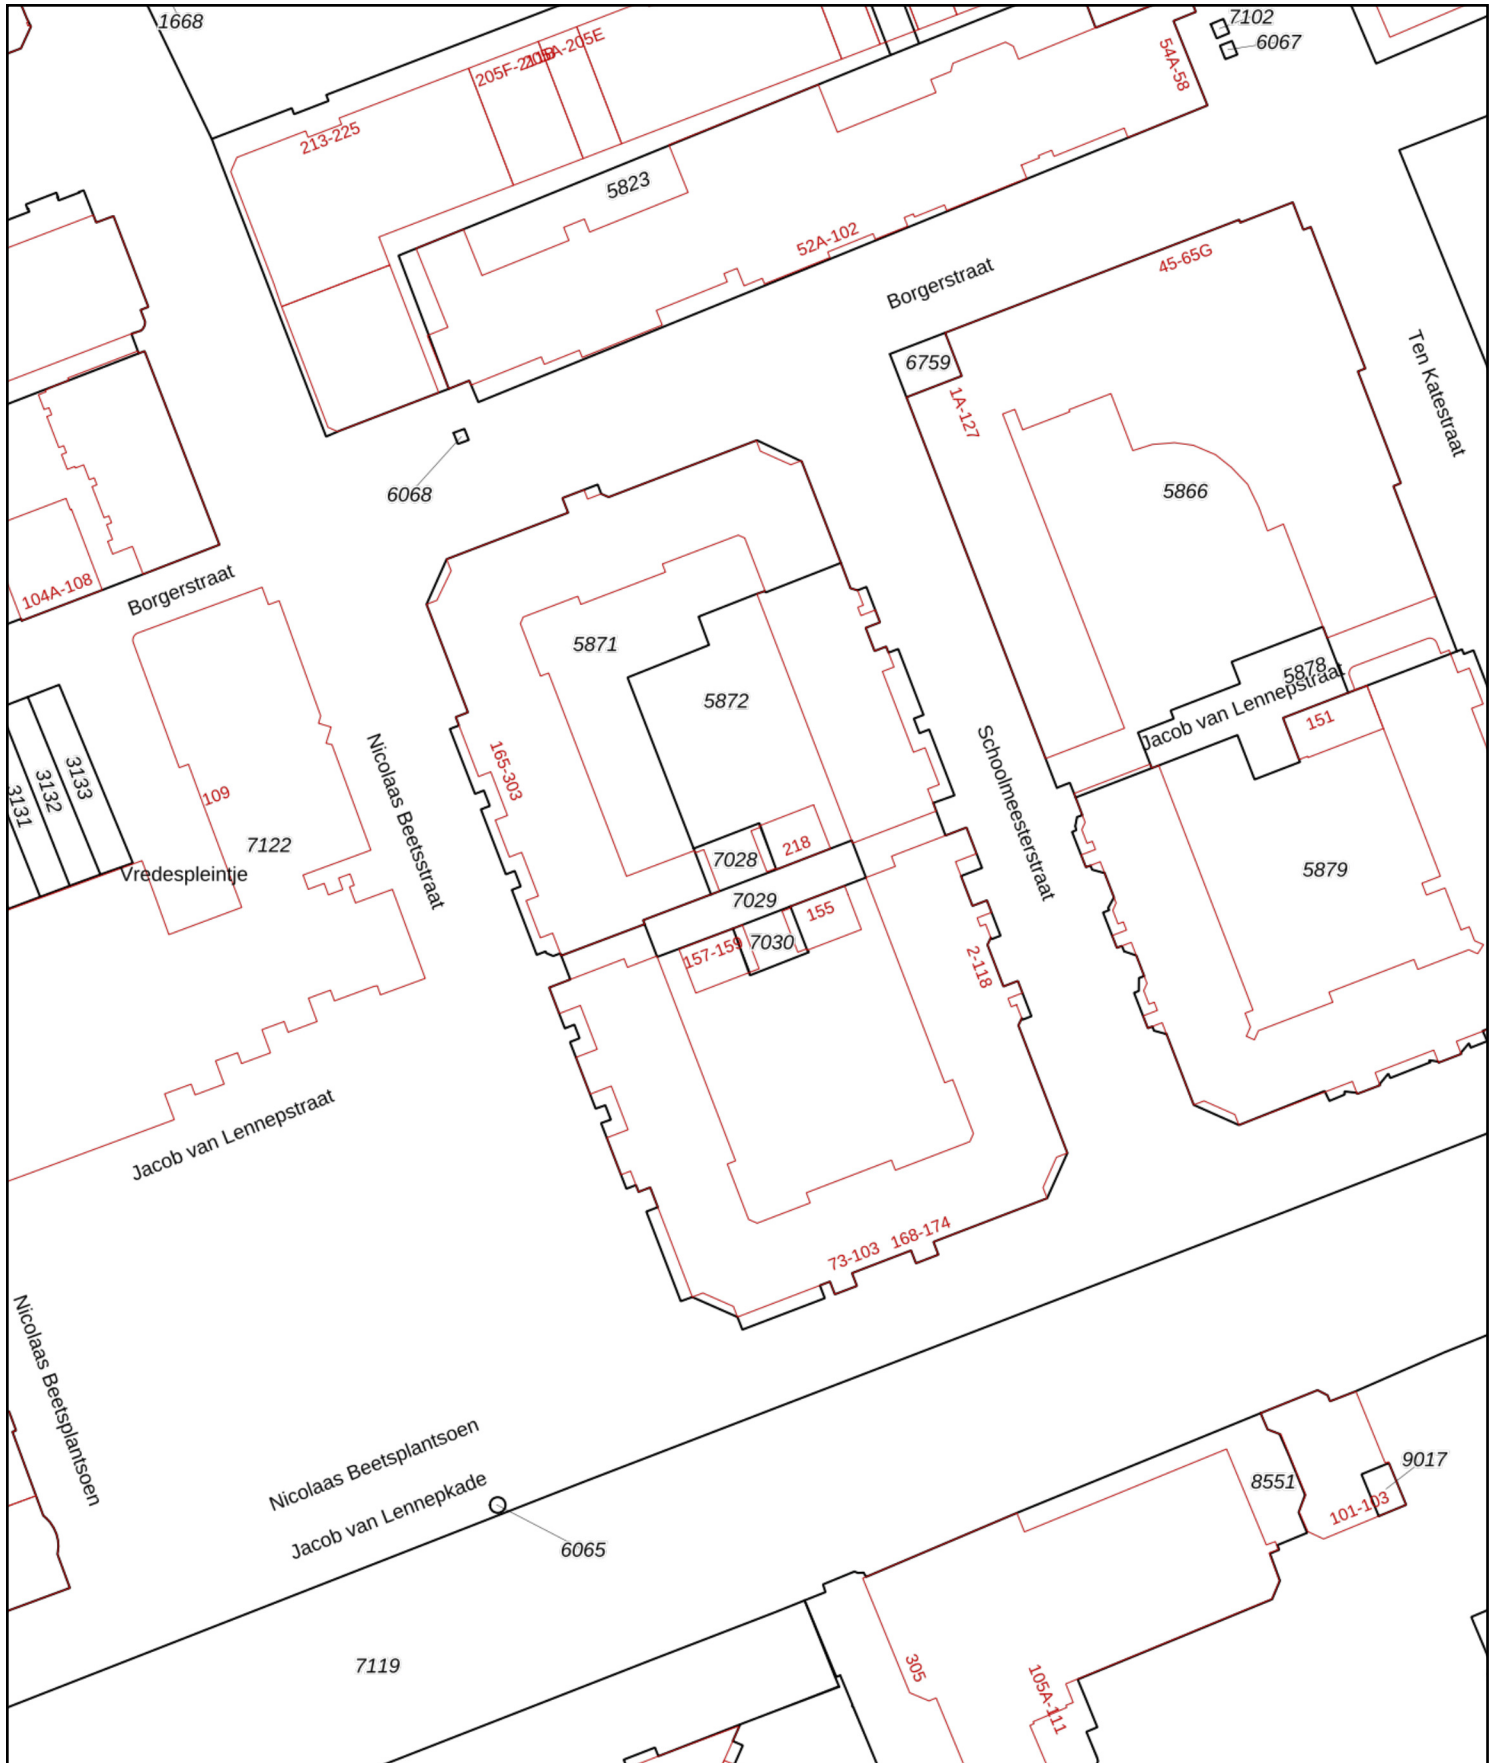 1668
7102
6067
54A-58
205A-205E
213-225
5823
52A-102
Borgerstraat
45-65G
6759
1A-127
Ten Katestraat
6068
5866
104A-108
Borgerstraat
5871
5872
5878
Jacob van Lennepstraat
151
165-303
Nicolaas Beetsstraat
Schoolmeesterstraat
3131
3132
3133
109
7122
Vredespleintje
7028
218
7029
155
157-159
7030
2-118
5879
Jacob van Lennepstraat
73-103
168-174
Nicolaas Beetsplantsoen
Nicolaas Beetsplantsoen
Jacob van Lennepkade
6065
8551
9017
101-103
7119
305
105A-111